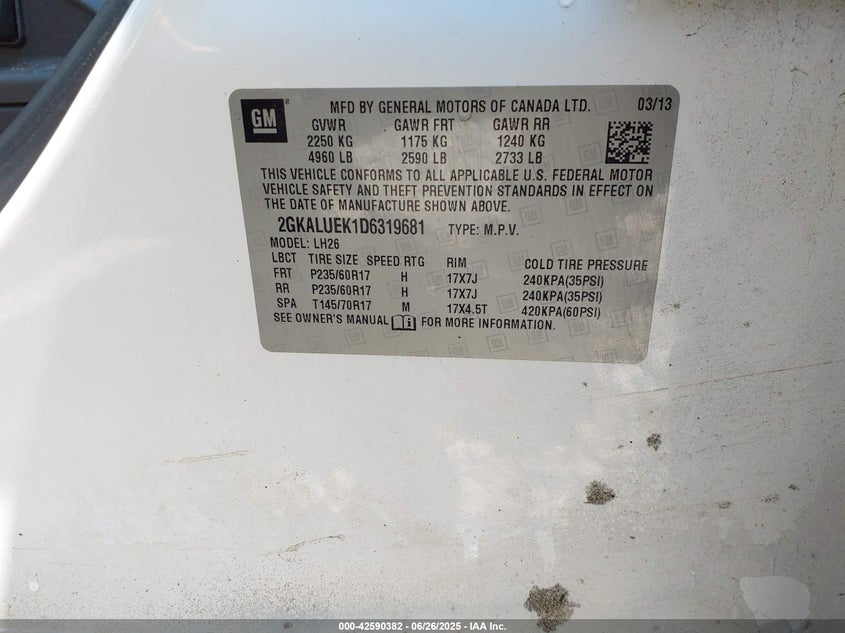 GM
MFD BY GENERAL MOTORS OF CANADA LTD. 03/13
GVWR GAWR FRT GAWR RR
2250 KG 1175 KG 1240 KG
4960 LB 2590 LB 2733 LB
THIS VEHICLE CONFORMS TO ALL APPLICABLE U.S. FEDERAL MOTOR
VEHICLE SAFETY AND THEFT PREVENTION STANDARDS IN EFFECT ON
THE DATE OF MANUFACTURE SHOWN ABOVE.
2GKALUEK1D6319681 TYPE: M.P.V.
MODEL: LH26
LBCT TIRE SIZE SPEED RTG RIM COLD TIRE PRESSURE
FRT P235/60R17 H 17X7J 240KPA(35PSI)
RR P235/60R17 H 17X7J 240KPA(35PSI)
SPA T145/70R17 M 17X4.5T 420KPA(60PSI)
SEE OWNER'S MANUAL FOR MORE INFORMATION.
000-42590382 06/26/2025 - IAA Inc.